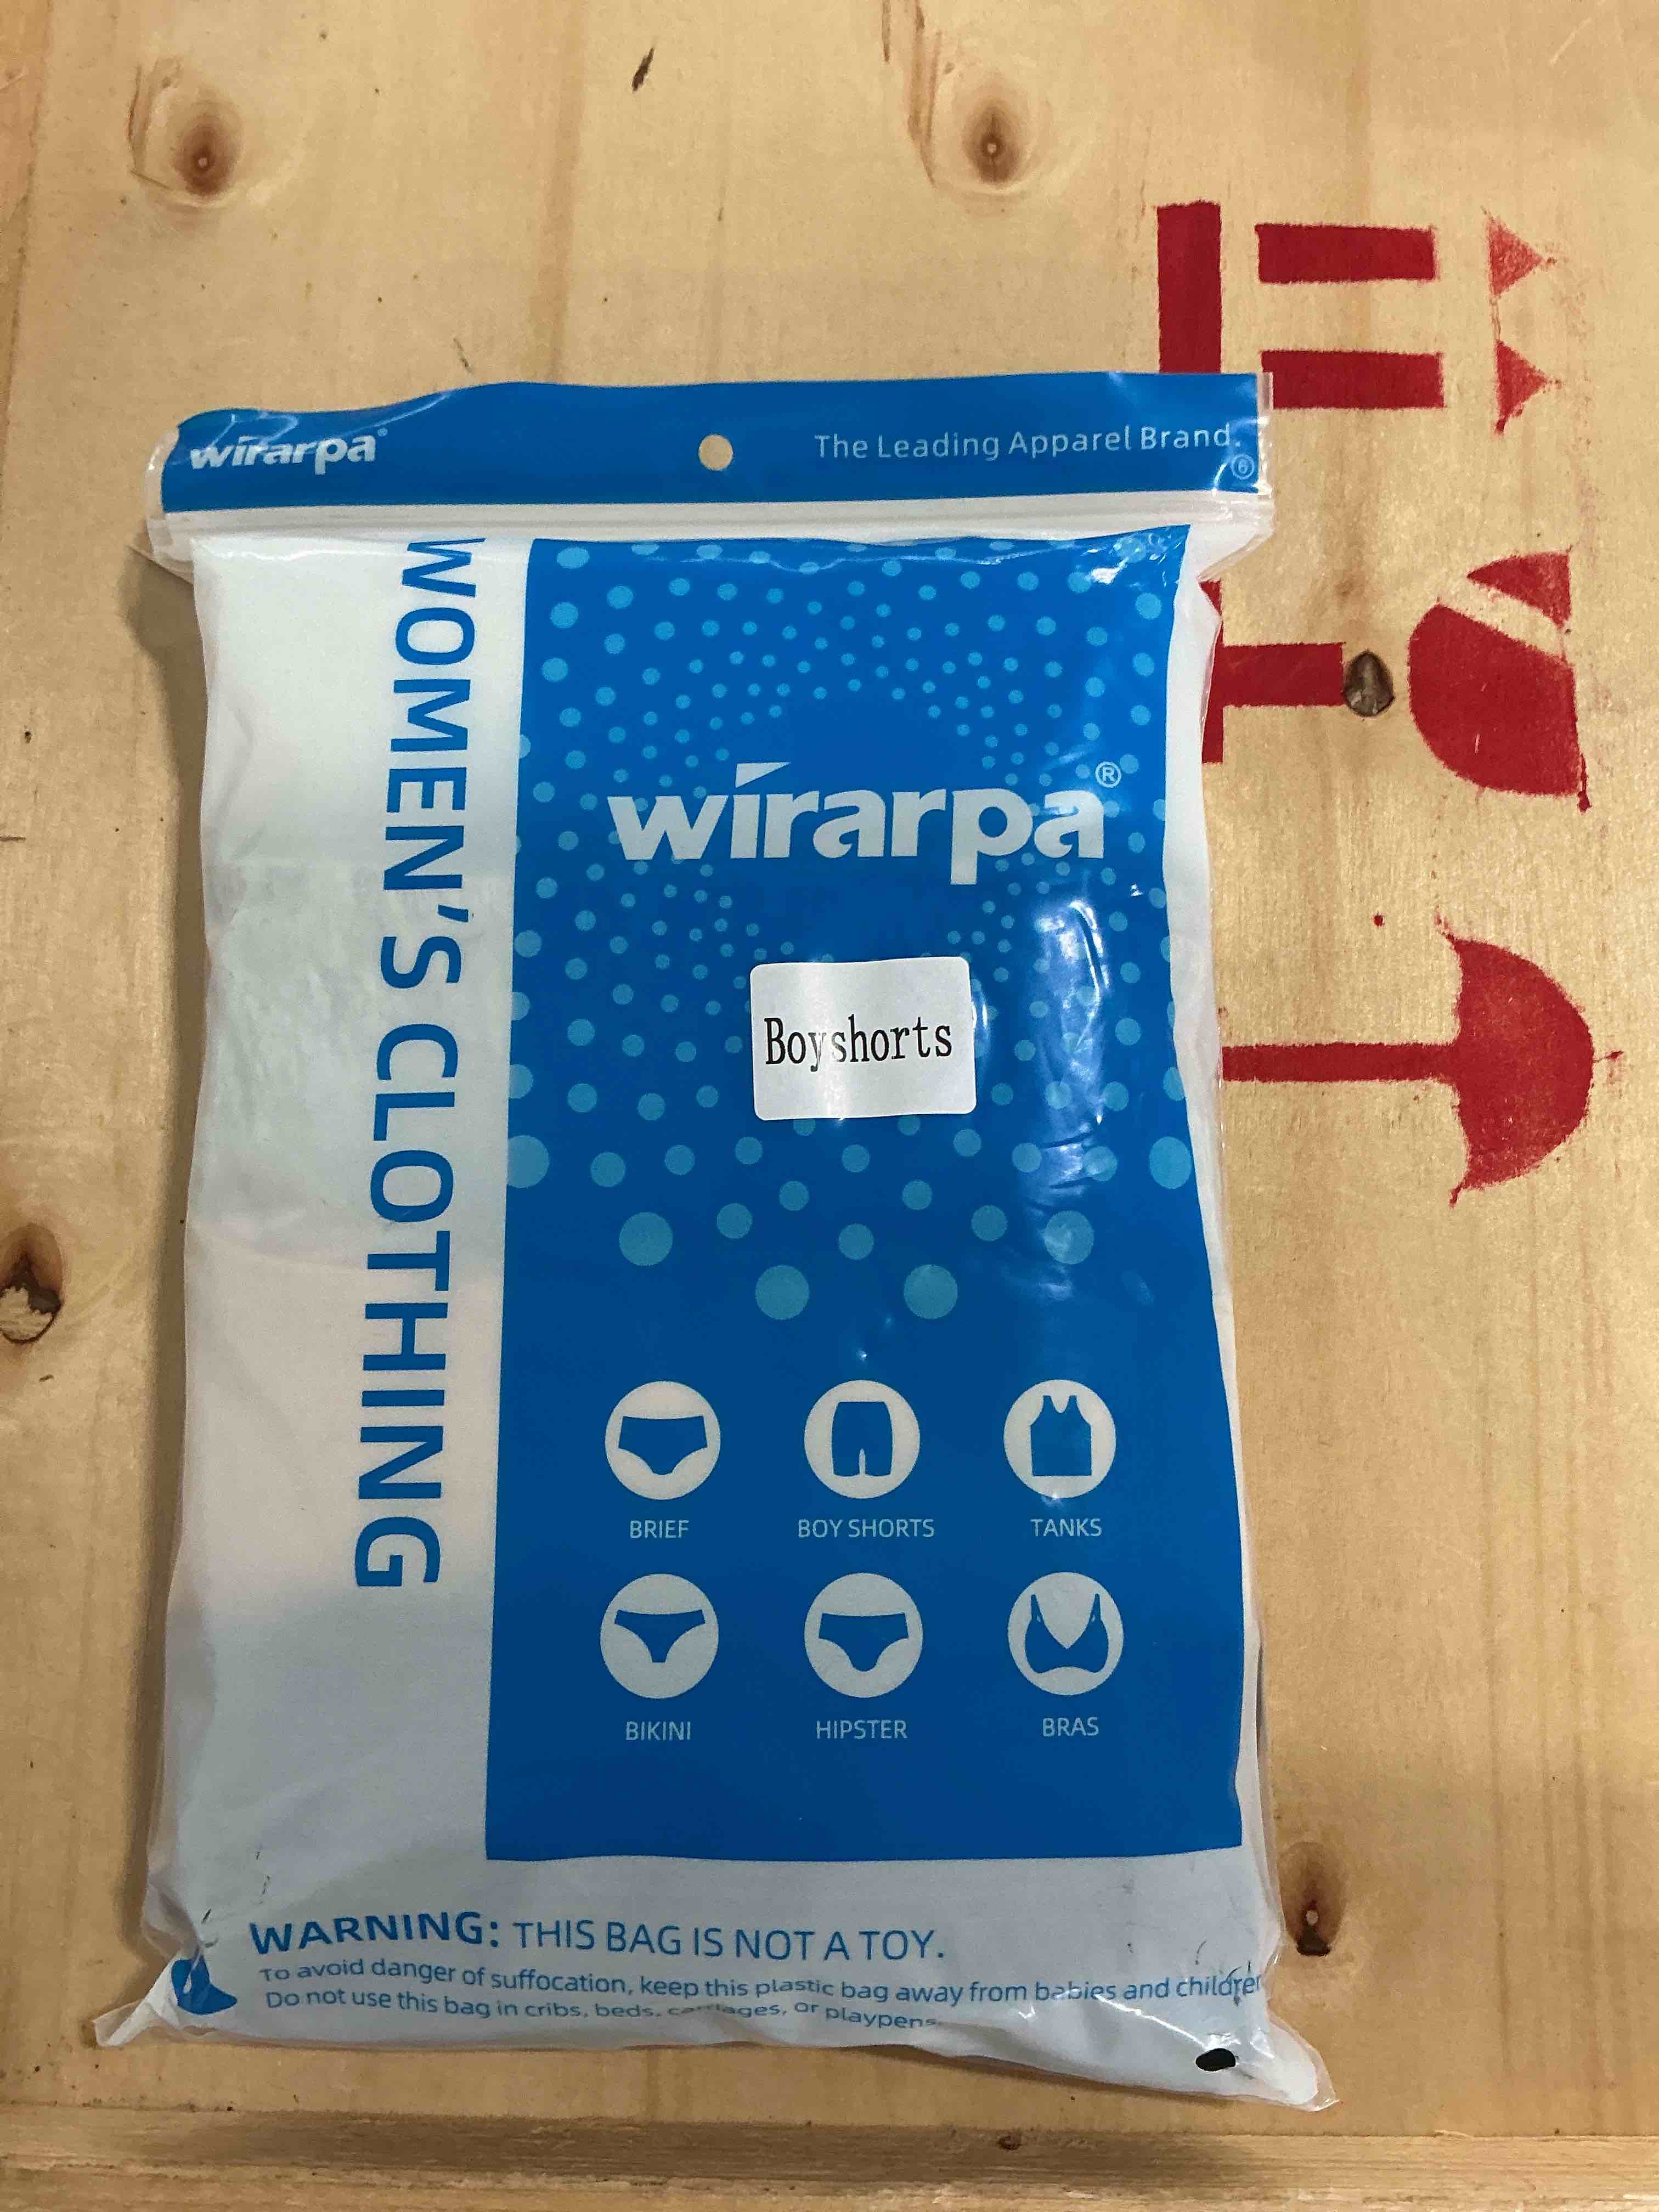 wirarpa®
The Leading Apparel Brand.
6
WOMEN'S CLOTHING
wirarpa®
Boyshorts
BRIEF
BOY SHORTS
TANKS
BIKINI
HIPSTER
BRAS
WARNING: THIS BAG IS NOT A TOY.
To avoid danger of suffocation, keep this plastic bag away from babies and children
Do not use this bag in cribs, beds, carriages, or playpens.